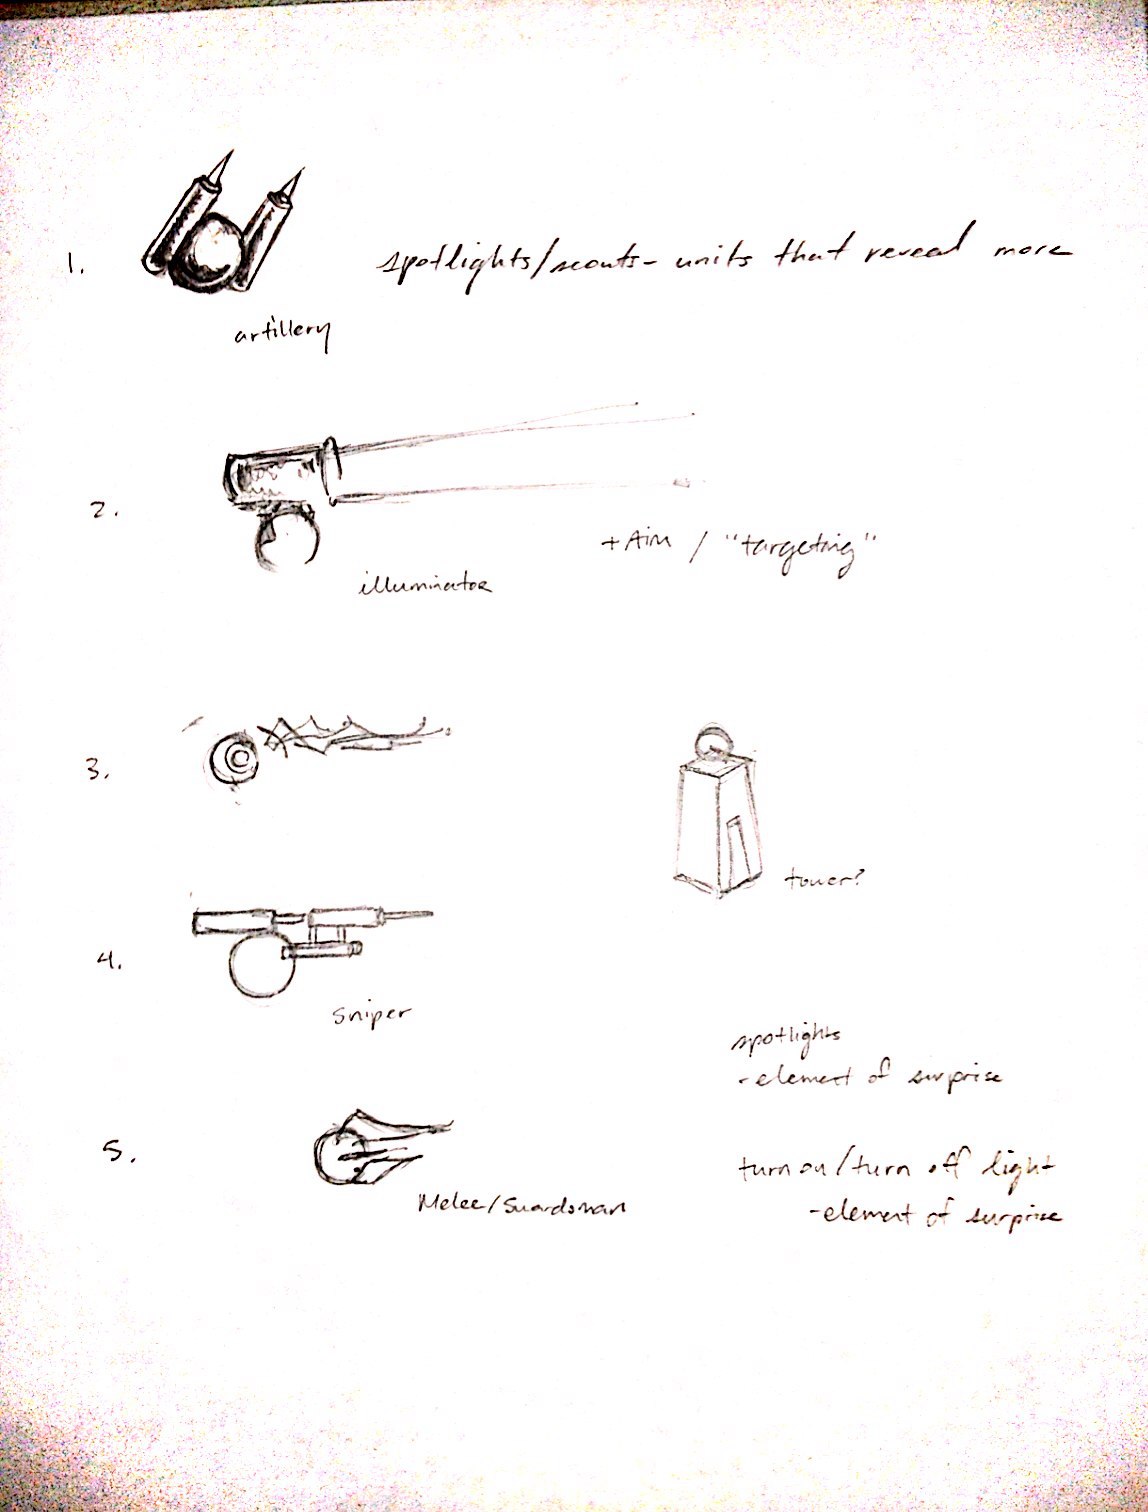 1.
spotlights/scouts- units that reveal more
artillery
2.
+Aim / "targeting"
illuminator
3.
tower?
4.
sniper
spotlights
-element of surprise
5.
turn on/turn off light
Melee/Guardsman
-element of surprise